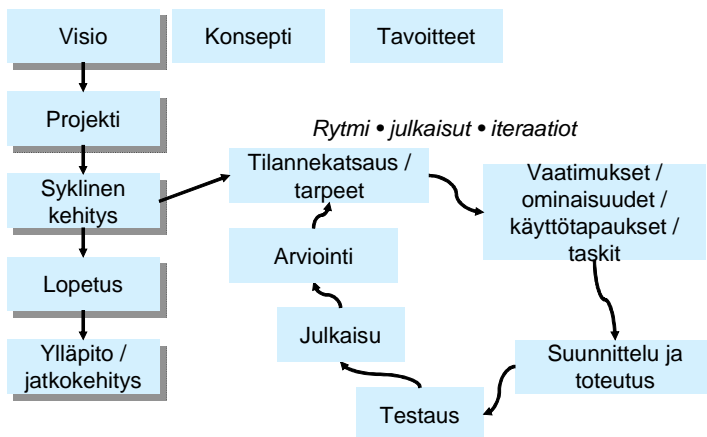 Visio
Konsepti
Tavoitteet
Projekti
Rytmi • julkaisut • iteraatiot
Syklinen
kehitys
Tilannekatsaus /
tarpeet
Vaatimukset /
ominaisuudet /
käyttötapaukset /
taskit
Arviointi
Lopetus
Julkaisu
Ylläpito /
jatkokehitys
Suunnittelu ja
toteutus
Testaus